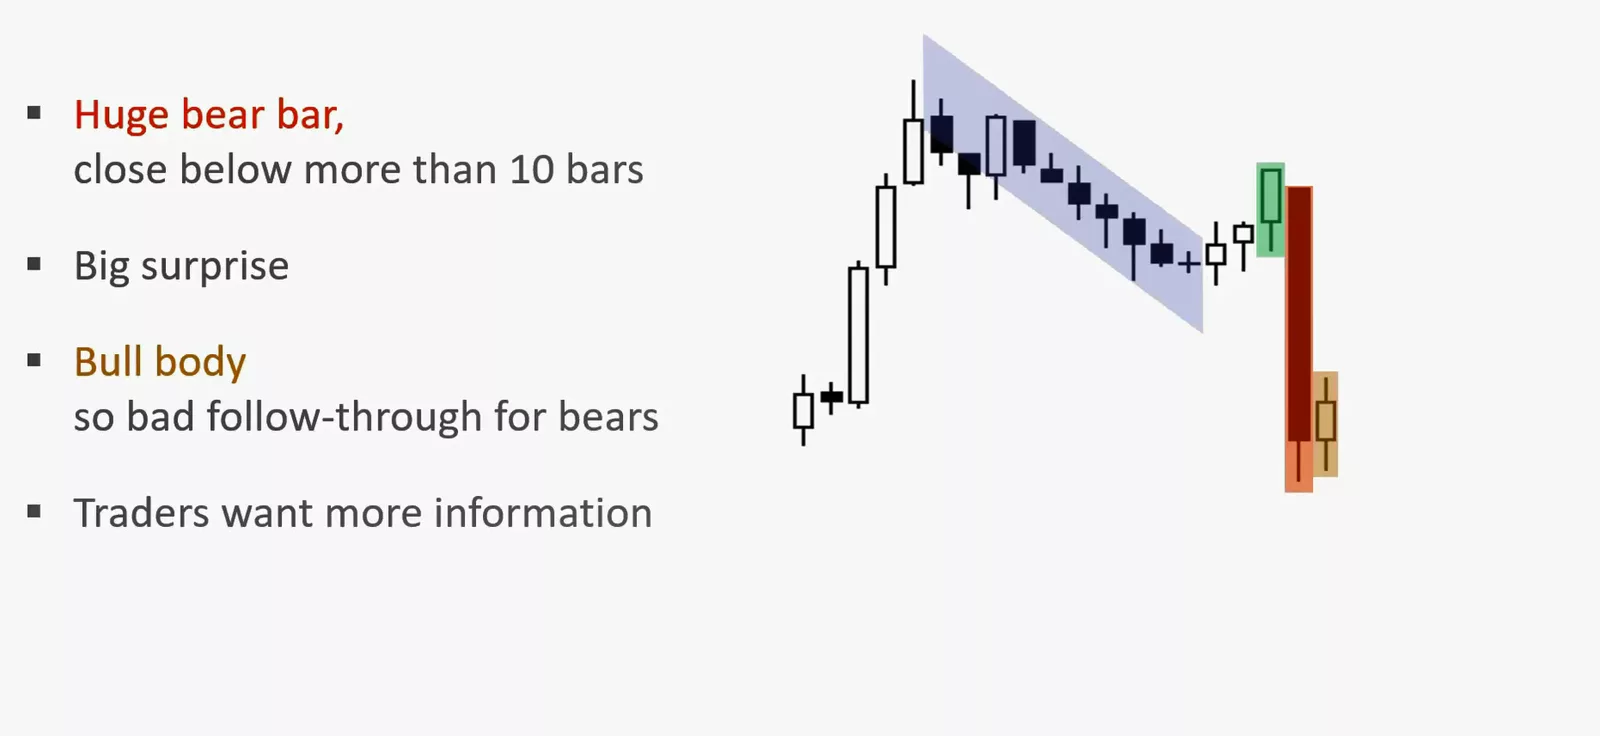 ▪ Huge bear bar,
close below more than 10 bars
▪ Big surprise
▪ Bull body
so bad follow-through for bears
▪ Traders want more information